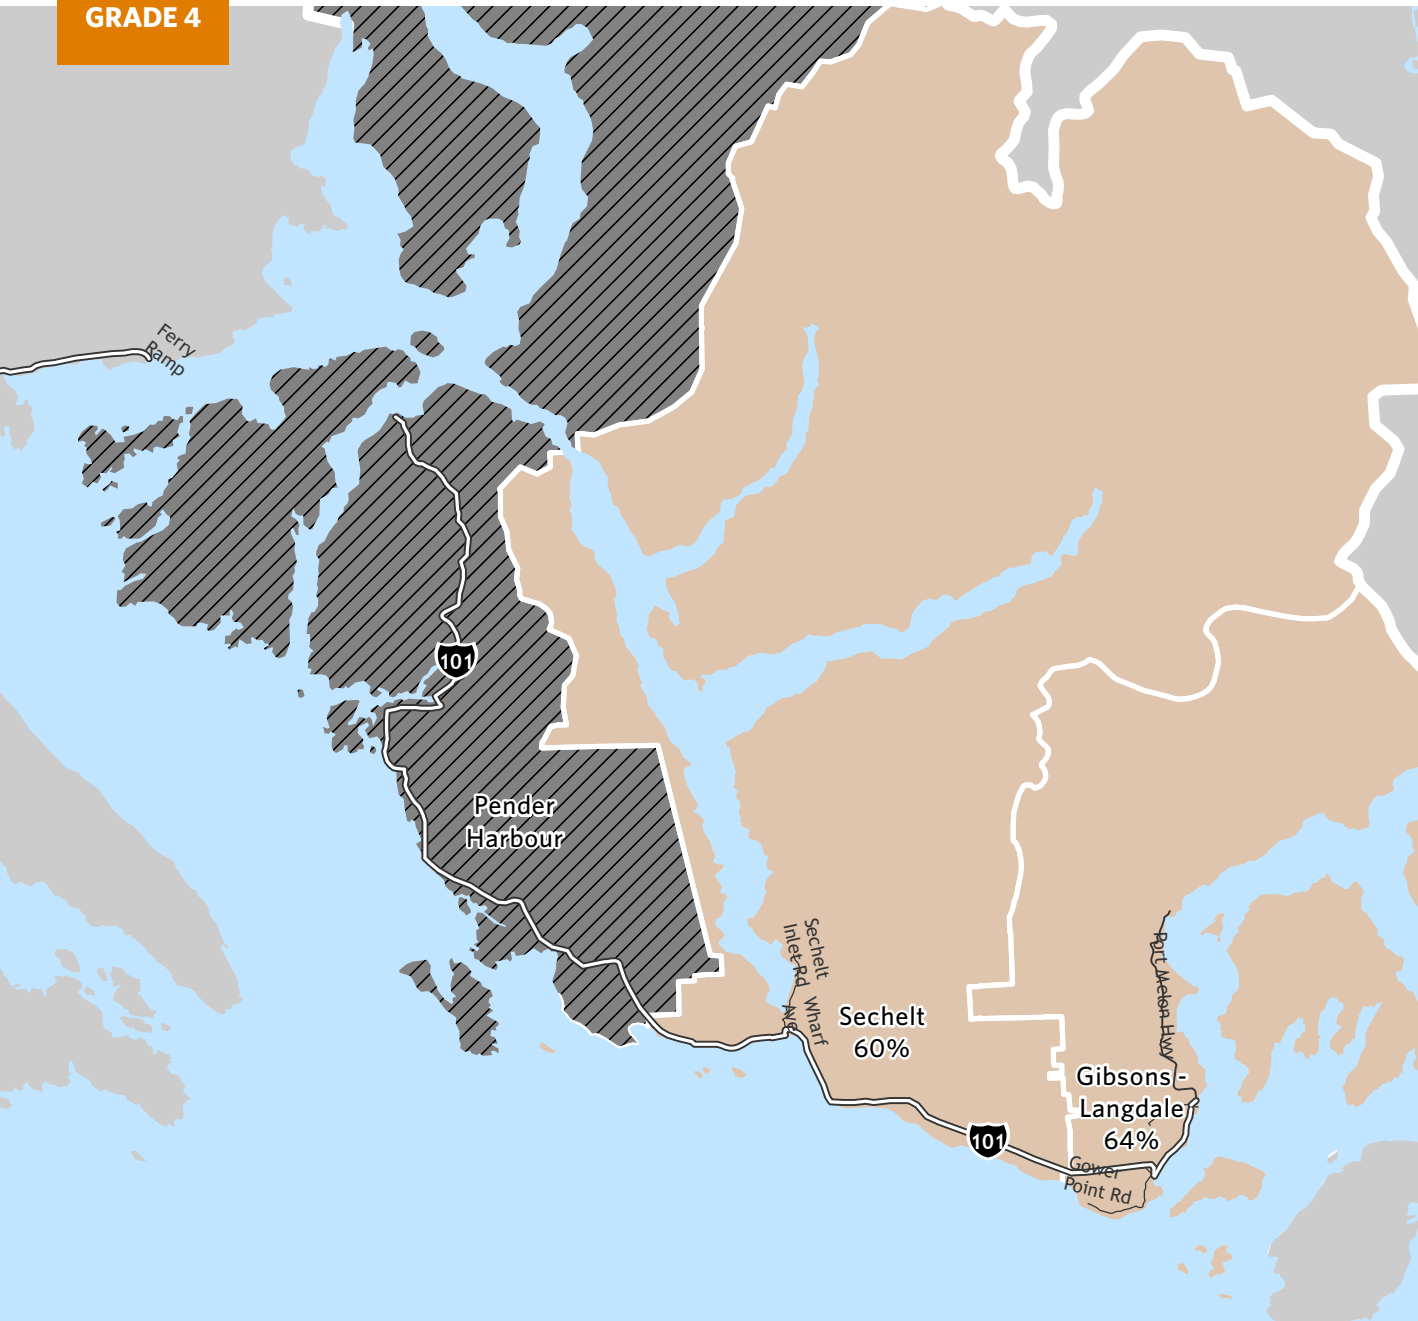 GRADE 4
Ferry
Ramp
101
Pender
Harbour
Sechelt
Inlet Rd
Wharf
Ave
Sechelt
60%
Port Melon Hwy
Gibsons -
Langdale
64%
101
Gower
Point Rd